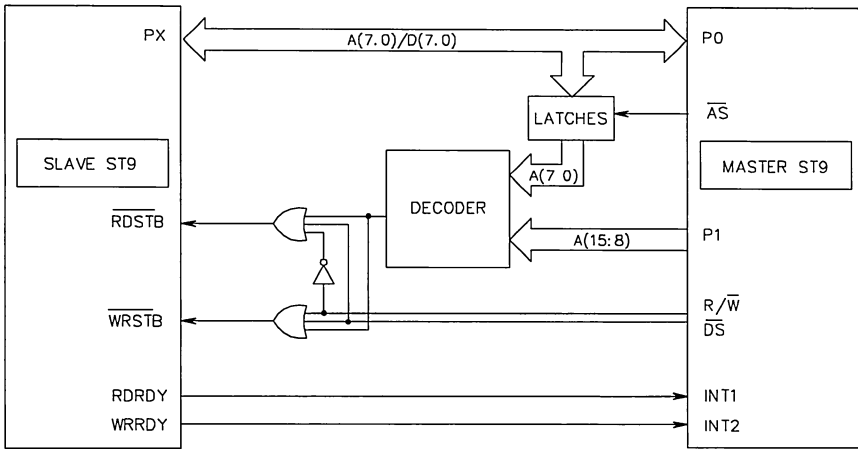 PX
A(7.0)/D(7.0)
P0
LATCHES
AS
SLAVE ST9
MASTER ST9
A(7 0)
DECODER
RDSTB
P1
A(15:8)
R/W
WRSTB
DS
RDRDY
INT1
WRRDY
INT2